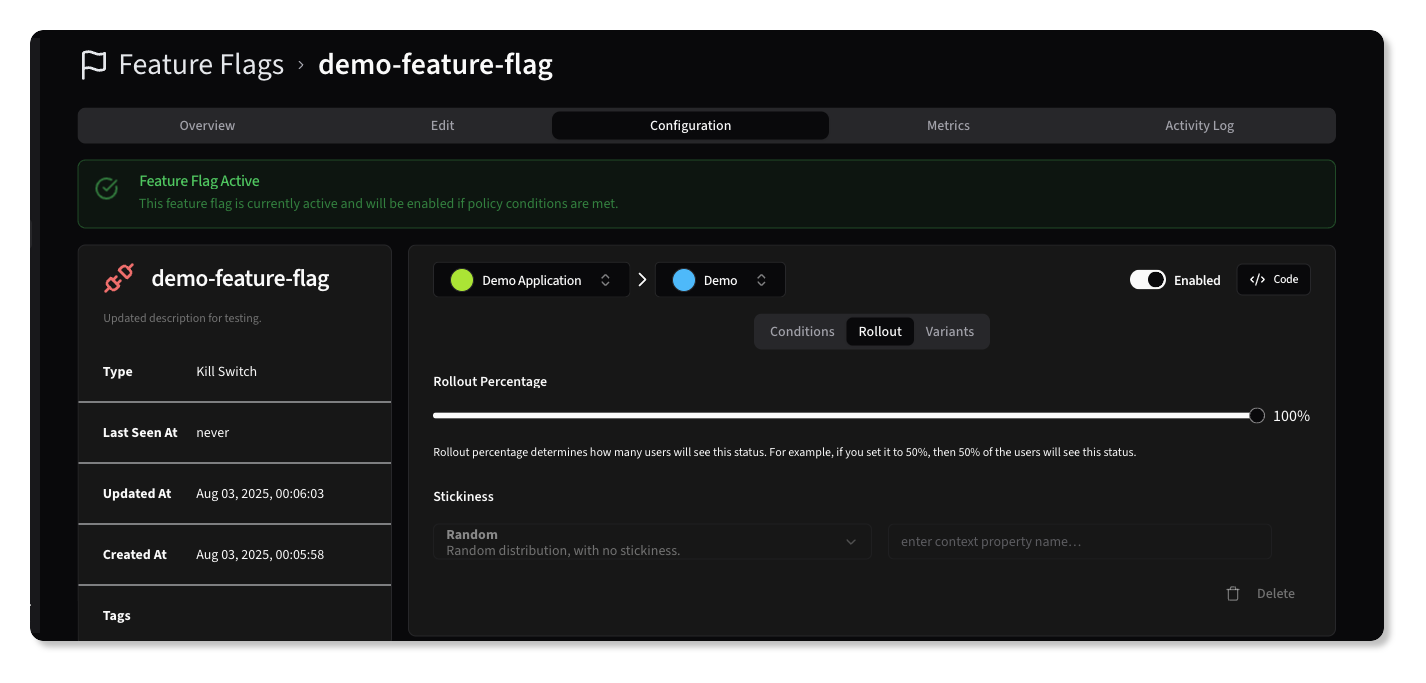 Feature Flags › demo-feature-flag
Overview Edit Configuration Metrics Activity Log
Feature Flag Active
This feature flag is currently active and will be enabled if policy conditions are met.
demo-feature-flag
Updated description for testing.
Type Kill Switch
Last Seen At never
Updated At Aug 03, 2025, 00:06:03
Created At Aug 03, 2025, 00:05:58
Tags
Demo Application Demo Enabled </> Code
Conditions Rollout Variants
Rollout Percentage
100%
Rollout percentage determines how many users will see this status. For example, if you set it to 50%, then 50% of the users will see this status.
Stickiness
Random
Random distribution, with no stickiness.
enter context property name...
Delete